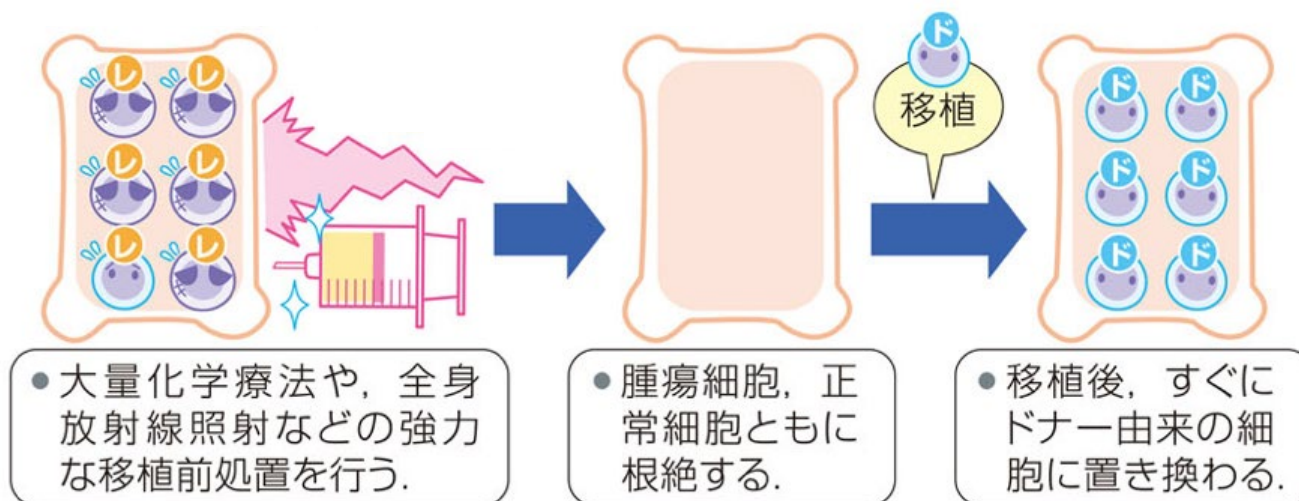 レ レ
レ レ
レ レ
ド
移植
ド ド
ド ド
ド ド
●大量化学療法や，全身
放射線照射などの強力
な移植前処置を行う．
●腫瘍細胞，正
常細胞ともに
根絶する．
●移植後，すぐに
ドナー由来の細
胞に置き換わる．